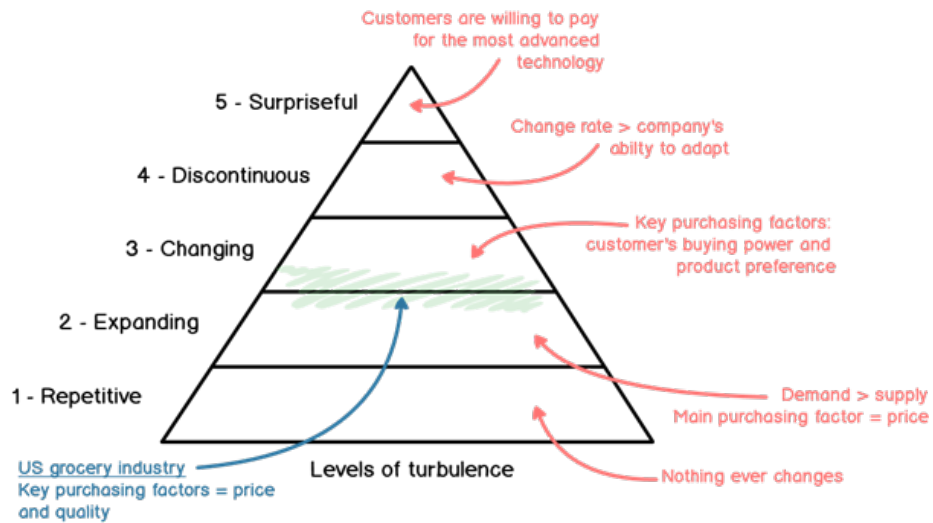 Customers are willing to pay
for the most advanced
technology
5 - Surpriseful
Change rate > company's
abilty to adapt
4 - Discontinuous
Key purchasing factors:
customer's buying power and
product preference
3 - Changing
2 - Expanding
Demand > supply
Main purchasing factor = price
1 - Repetitive
Nothing ever changes
Levels of turbulence
US grocery industry
Key purchasing factors = price
and quality